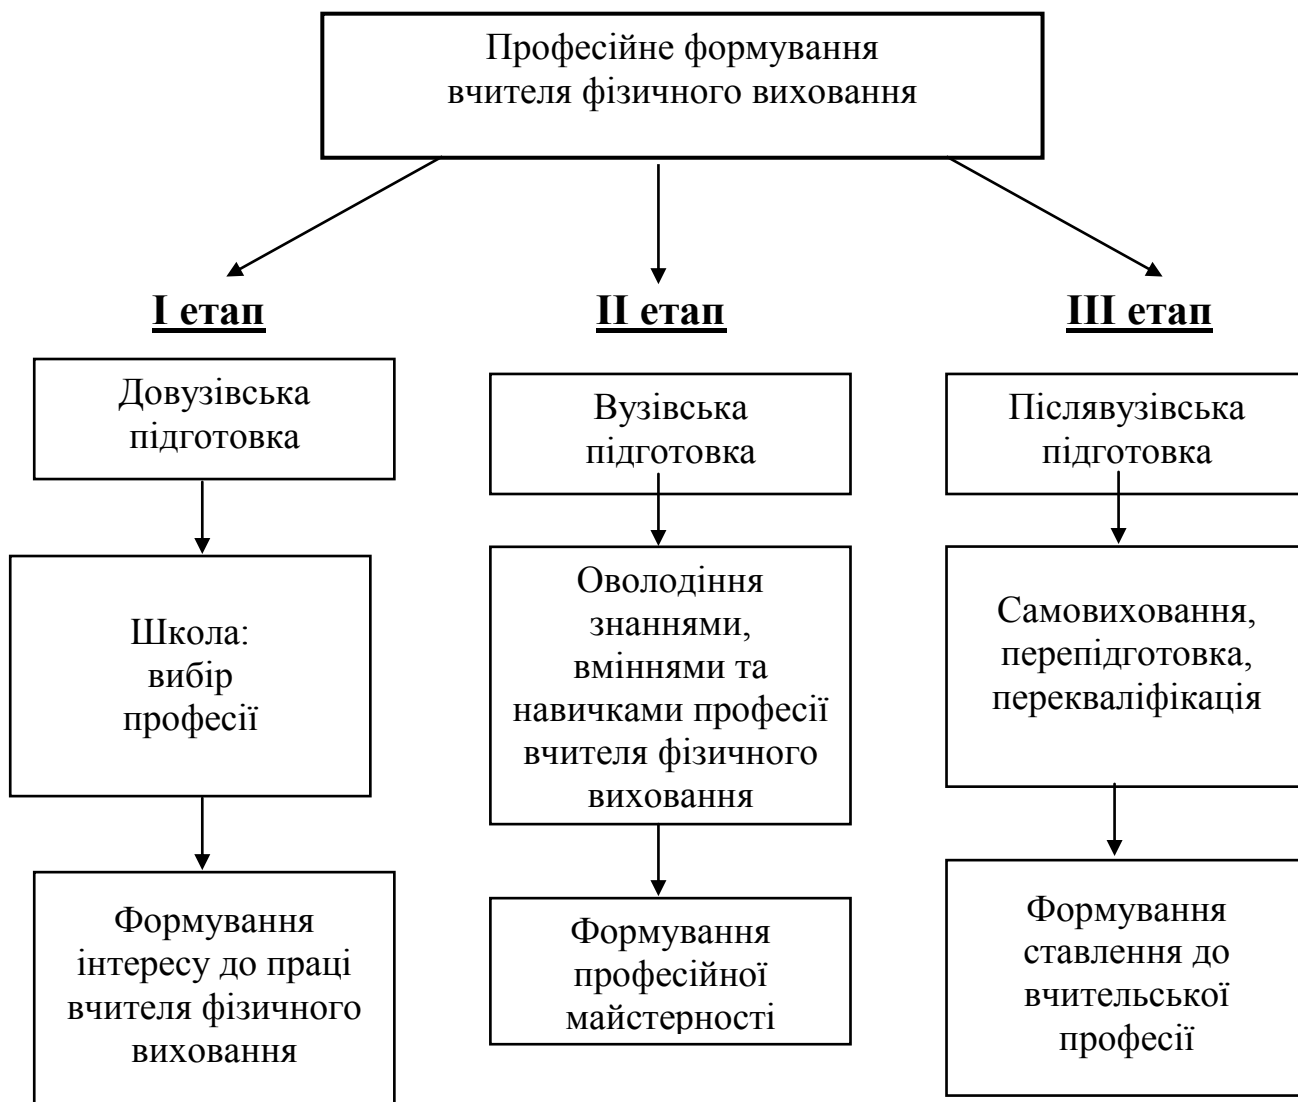 Професійне формування
вчителя фізичного виховання
І етап
ІІ етап
ІІІ етап
Довузівська
підготовка
Вузівська
підготовка
Післявузівська
підготовка
Школа:
вибір
професії
Оволодіння
знаннями,
вміннями та
навичками професії
вчителя фізичного
виховання
Самовиховання,
перепідготовка,
перекваліфікація
Формування
інтересу до праці
вчителя фізичного
виховання
Формування
професійної
майстерності
Формування
ставлення до
вчительської
професії